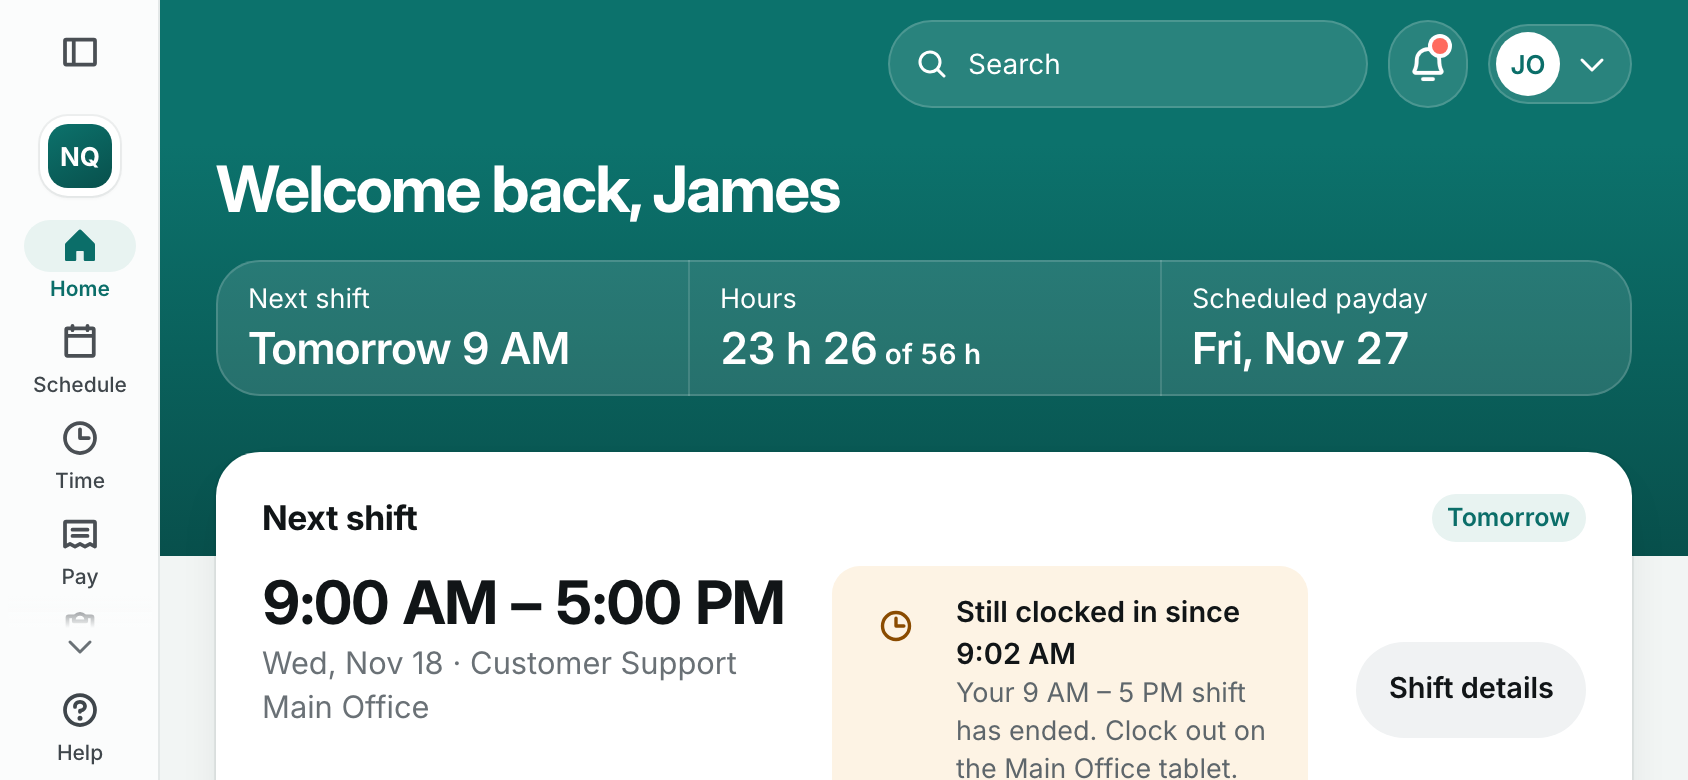 Search
JO
NQ
Home
Schedule
Time
Pay
Help
Welcome back, James
Next shift
Tomorrow 9 AM
Hours
23 h 26 of 56 h
Scheduled payday
Fri, Nov 27
Next shift
Tomorrow
9:00 AM – 5:00 PM
Wed, Nov 18 · Customer Support
Main Office
Still clocked in since
9:02 AM
Your 9 AM – 5 PM shift
has ended. Clock out on
the Main Office tablet.
Shift details